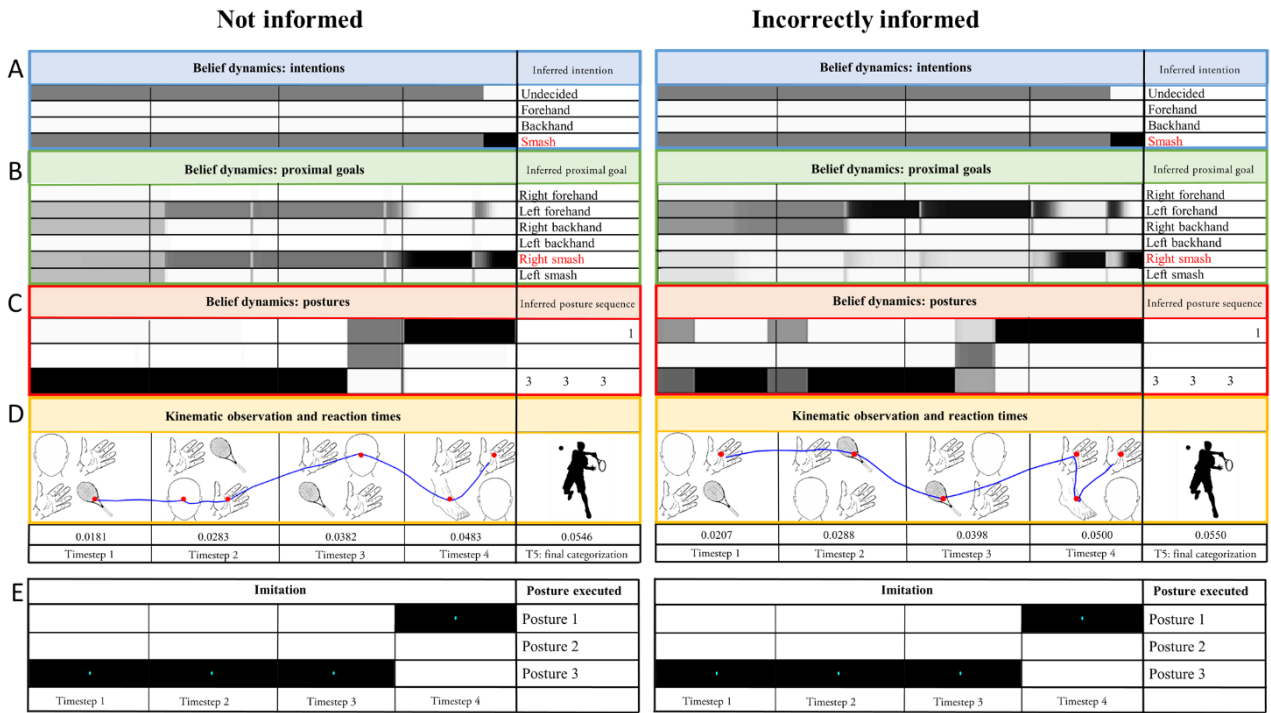 Not informed
A
Belief dynamics: intentions
Inferred intention
Undecided
Forehand
Backhand
Smash
B
Belief dynamics: proximal goals
Inferred proximal goal
Right forehand
Left forehand
Right backhand
Left backhand
Right smash
Left smash
C
Belief dynamics: postures
Inferred posture sequence
1
3 3 3
D
Kinematic observation and reaction times
0.0181 0.0283 0.0382 0.0483 0.0546
Timestep 1 Timestep 2 Timestep 3 Timestep 4 T5: final categorization
E
Imitation
Posture executed
Posture 1
Posture 2
Posture 3
Timestep 1 Timestep 2 Timestep 3 Timestep 4
Incorrectly informed
Belief dynamics: intentions
Inferred intention
Undecided
Forehand
Backhand
Smash
Belief dynamics: proximal goals
Inferred proximal goal
Right forehand
Left forehand
Right backhand
Left backhand
Right smash
Left smash
Belief dynamics: postures
Inferred posture sequence
1
3 3 3
Kinematic observation and reaction times
0.0207 0.0288 0.0398 0.0500 0.0550
Timestep 1 Timestep 2 Timestep 3 Timestep 4 T5: final categorization
Imitation
Posture executed
Posture 1
Posture 2
Posture 3
Timestep 1 Timestep 2 Timestep 3 Timestep 4